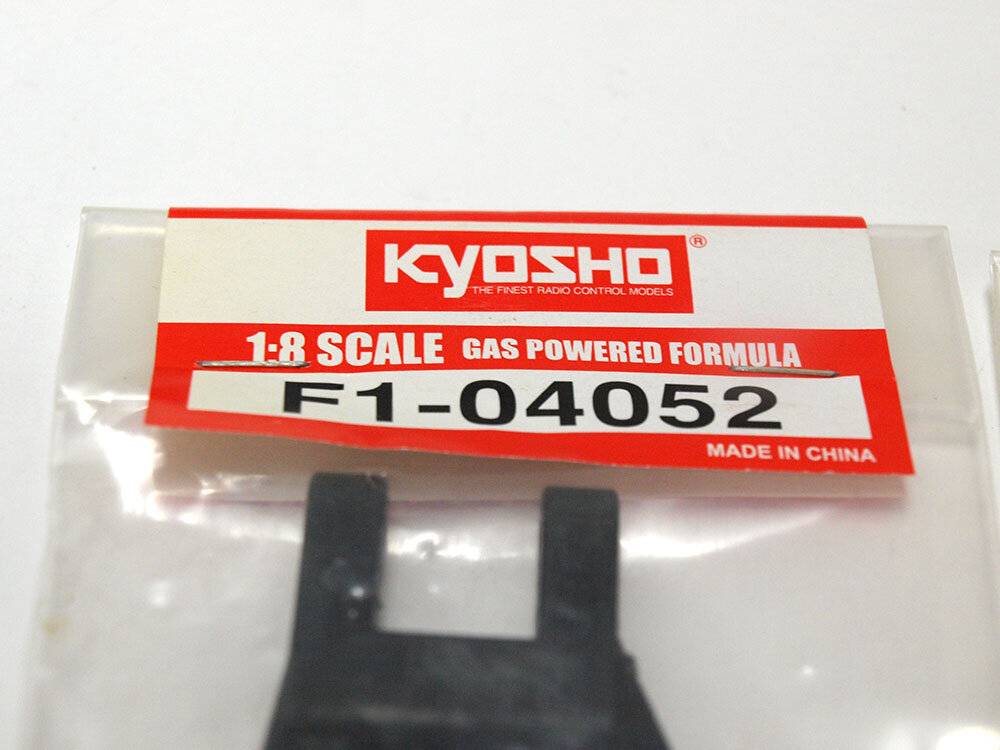 KYOSHO ®
THE FINEST RADIO CONTROL MODELS
1:8 SCALE GAS POWERED FORMULA
F1-04052
MADE IN CHINA